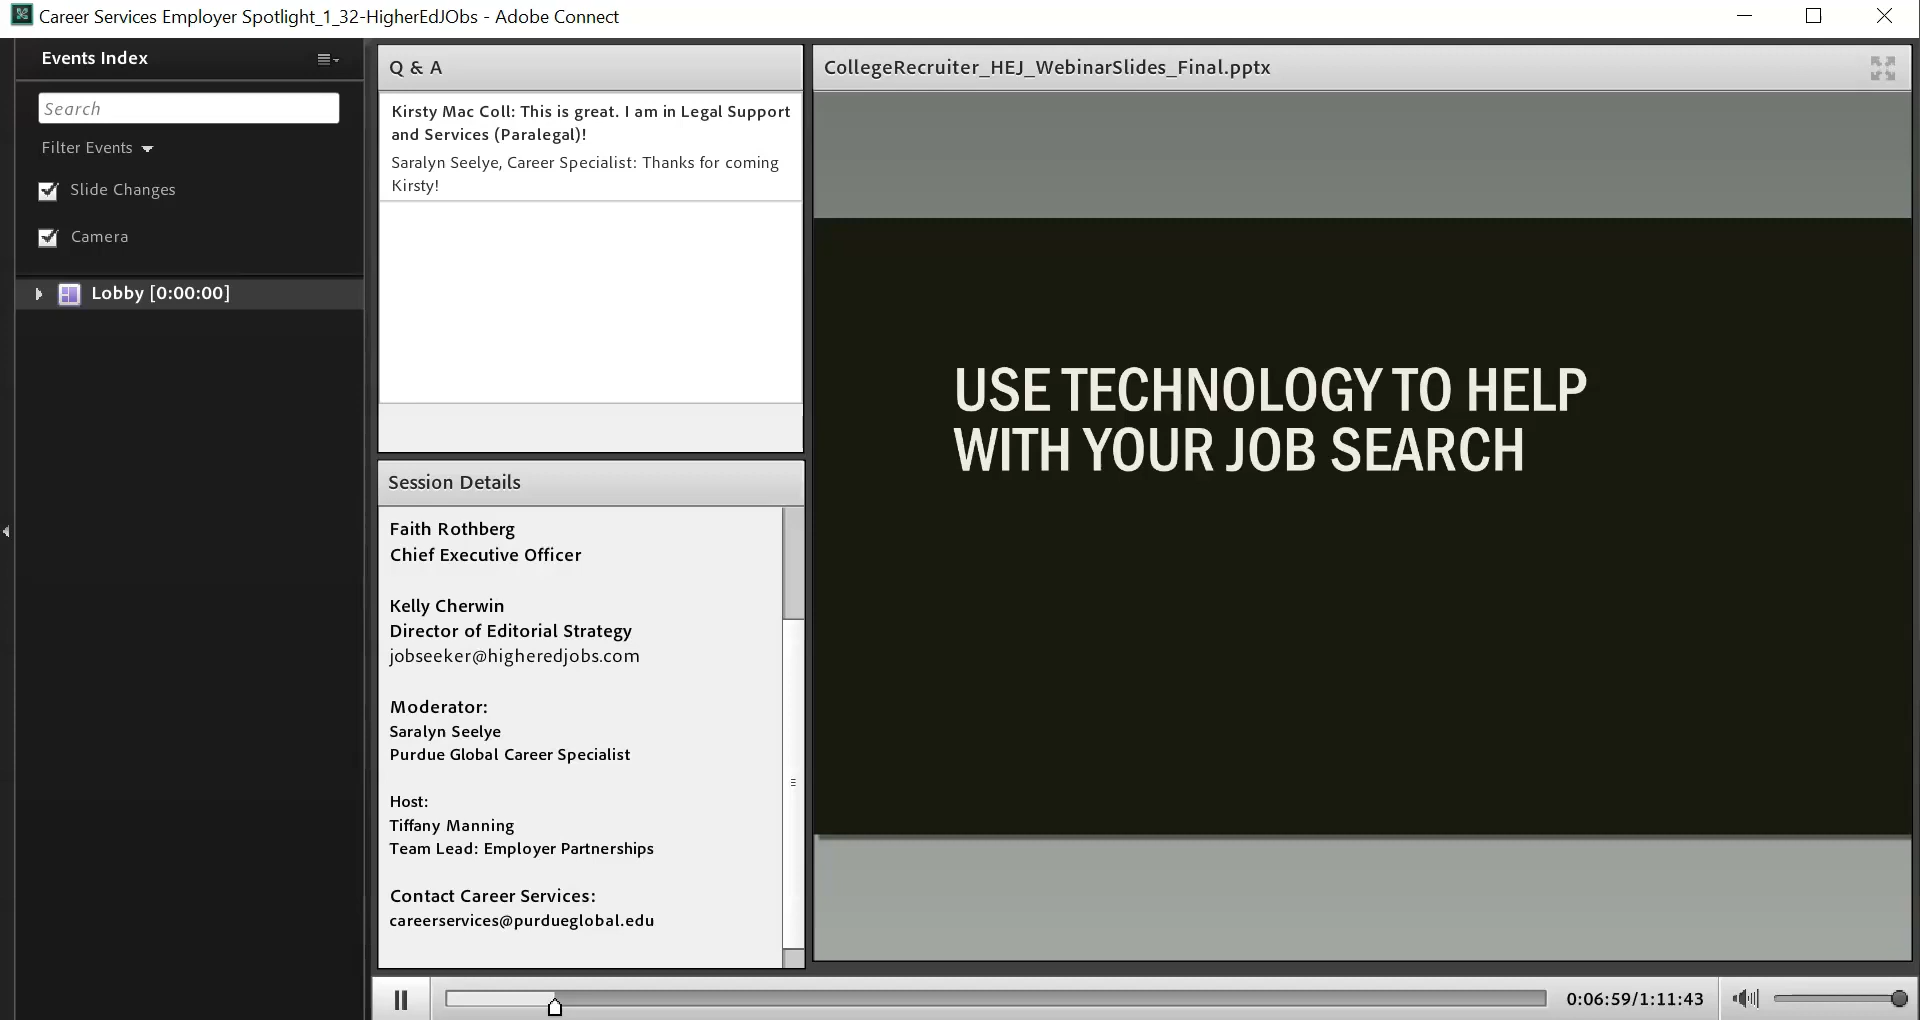 Career Services Employer Spotlight_1_32-HigherEdJObs - Adobe Connect
Events Index
Search
Filter Events
Slide Changes
Camera
Lobby [0:00:00]
Q & A
Kirsty Mac Coll: This is great. I am in Legal Support
and Services (Paralegal)!
Saralyn Seelye, Career Specialist: Thanks for coming
Kirsty!
Session Details
Faith Rothberg
Chief Executive Officer
Kelly Cherwin
Director of Editorial Strategy
jobseeker@higheredjobs.com
Moderator:
Saralyn Seelye
Purdue Global Career Specialist
Host:
Tiffany Manning
Team Lead: Employer Partnerships
Contact Career Services:
careerservices@purdueglobal.edu
CollegeRecruiter_HEJ_WebinarSlides_Final.pptx
USE TECHNOLOGY TO HELP
WITH YOUR JOB SEARCH
0:06:59/1:11:43